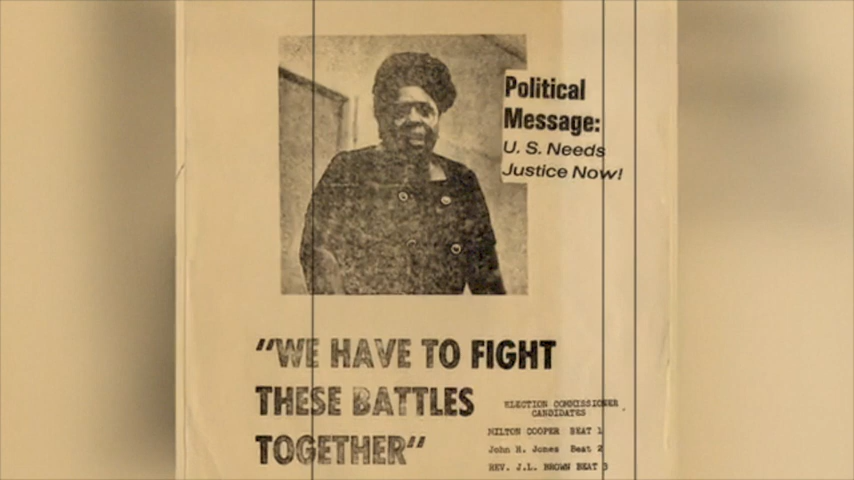 Political
Message:
U. S. Needs
Justice Now!
"WE HAVE TO FIGHT
THESE BATTLES
TOGETHER"
ELECTION COMMISSIONER
CANDIDATES
MILTON COOPER BEAT 1
John H. Jones Beat 2
REV. J.L. BROWN BEAT 3